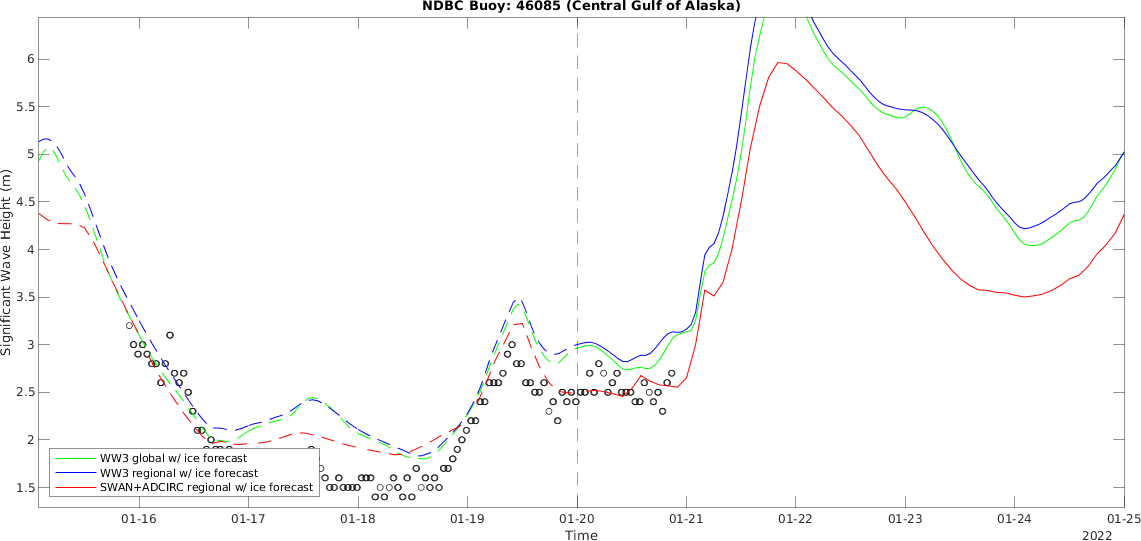 NDBC Buoy: 46085 (Central Gulf of Alaska)
Significant Wave Height (m)
6
5.5
5
4.5
4
3.5
3
2.5
2
1.5
WW3 global w/ ice forecast
WW3 regional w/ ice forecast
SWAN+ADCIRC regional w/ ice forecast
01-16 01-17 01-18 01-19 01-20 01-21 01-22 01-23 01-24 01-25
Time
2022